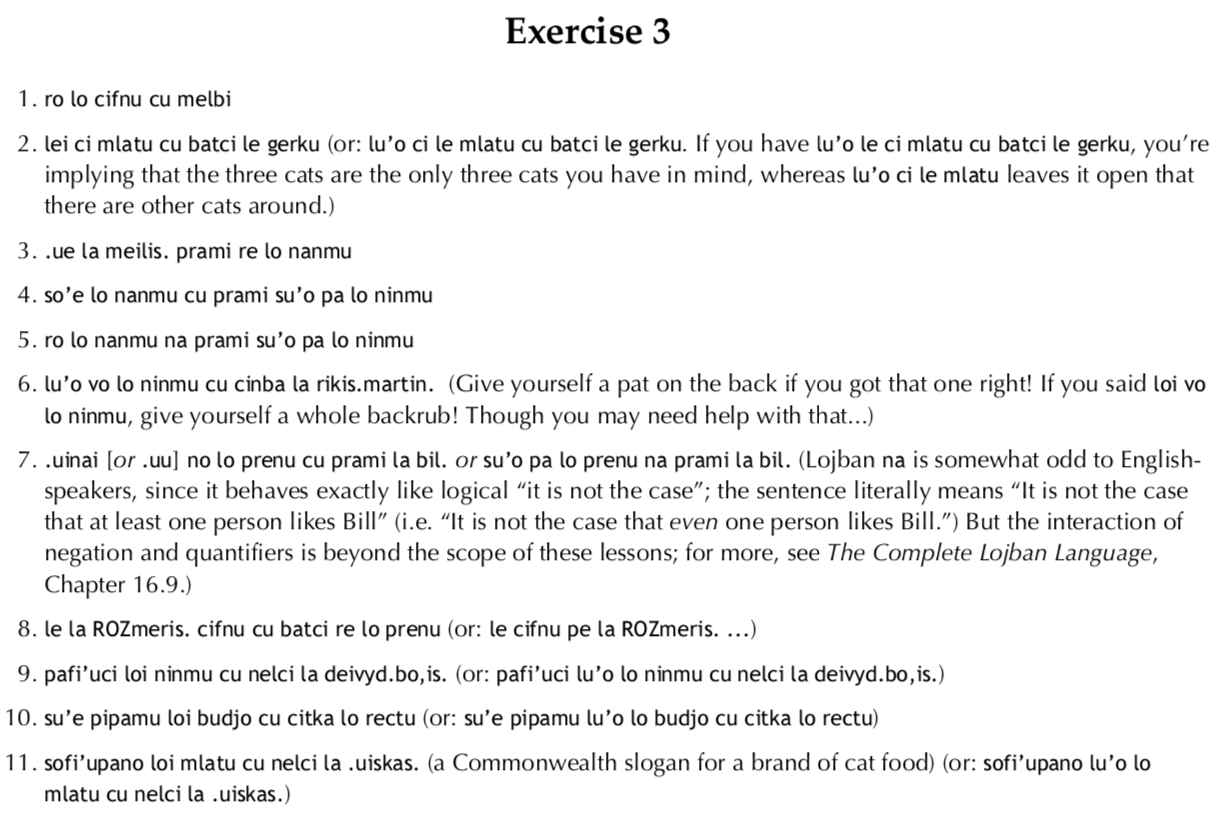 Exercise 3
1. ro lo cifnu cu melbi
2. lei ci mlatu cu batci le gerku (or: lu’o ci le mlatu cu batci le gerku. If you have lu’o le ci mlatu cu batci le gerku, you’re
implying that the three cats are the only three cats you have in mind, whereas lu’o ci le mlatu leaves it open that
there are other cats around.)
3. .ue la meilis. prami re lo nanmu
4. so’e lo nanmu cu prami su’o pa lo ninmu
5. ro lo nanmu na prami su’o pa lo ninmu
6. lu’o vo lo ninmu cu cinba la rikis.martin. (Give yourself a pat on the back if you got that one right! If you said loi vo
lo ninmu, give yourself a whole backrub! Though you may need help with that...)
7. .uinai [or .uu] no lo prenu cu prami la bil. or su’o pa lo prenu na prami la bil. (Lojban na is somewhat odd to English-
speakers, since it behaves exactly like logical “it is not the case”; the sentence literally means “It is not the case
that at least one person likes Bill” (i.e. “It is not the case that even one person likes Bill.”) But the interaction of
negation and quantifiers is beyond the scope of these lessons; for more, see The Complete Lojban Language,
Chapter 16.9.)
8. le la ROZmeris. cifnu cu batci re lo prenu (or: le cifnu pe la ROZmeris. ...)
9. pafi’uci loi ninmu cu nelci la deivyd.bo,is. (or: pafi’uci lu’o lo ninmu cu nelci la deivyd.bo,is.)
10. su’e pipamu loi budjo cu citka lo rectu (or: su’e pipamu lu’o lo budjo cu citka lo rectu)
11. sofi’upano loi mlatu cu nelci la .uiskas. (a Commonwealth slogan for a brand of cat food) (or: sofi’upano lu’o lo
mlatu cu nelci la .uiskas.)